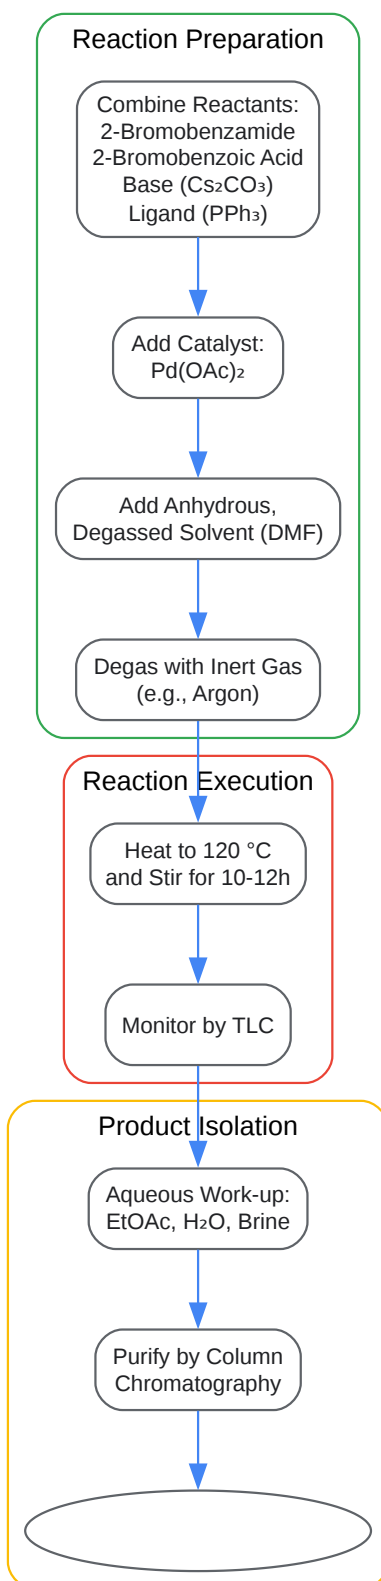 Reaction Preparation
Combine Reactants:
2-Bromobenzamide
2-Bromobenzoic Acid
Base (Cs₂CO₃)
Ligand (PPh₃)
Add Catalyst:
Pd(OAc)₂
Add Anhydrous,
Degassed Solvent (DMF)
Degas with Inert Gas
(e.g., Argon)
Reaction Execution
Heat to 120 °C
and Stir for 10-12h
Monitor by TLC
Product Isolation
Aqueous Work-up:
EtOAc, H₂O, Brine
Purify by Column
Chromatography